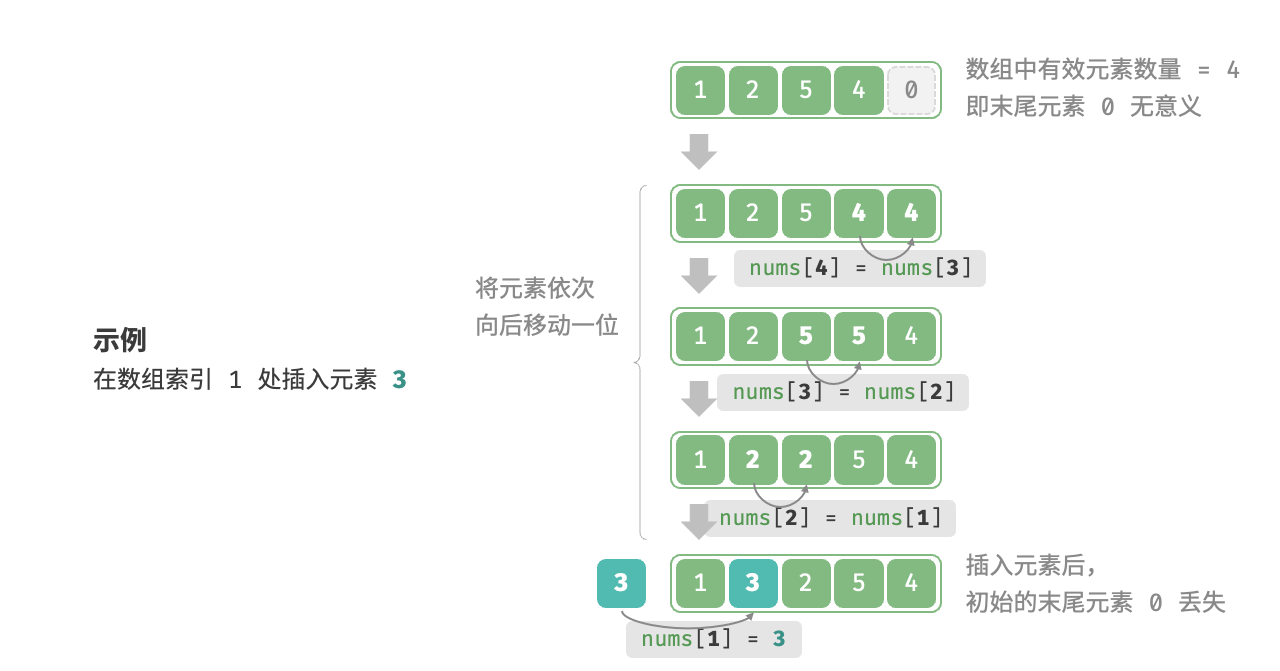 1 2 5 4 0
数组中有效元素数量 = 4
即末尾元素 0 无意义
1 2 5 4 4
nums[4] = nums[3]
将元素依次
向后移动一位
1 2 5 5 4
nums[3] = nums[2]
示例
在数组索引 1 处插入元素 3
1 2 2 5 4
nums[2] = nums[1]
3 1 3 2 5 4
插入元素后，
初始的末尾元素 0 丢失
nums[1] = 3